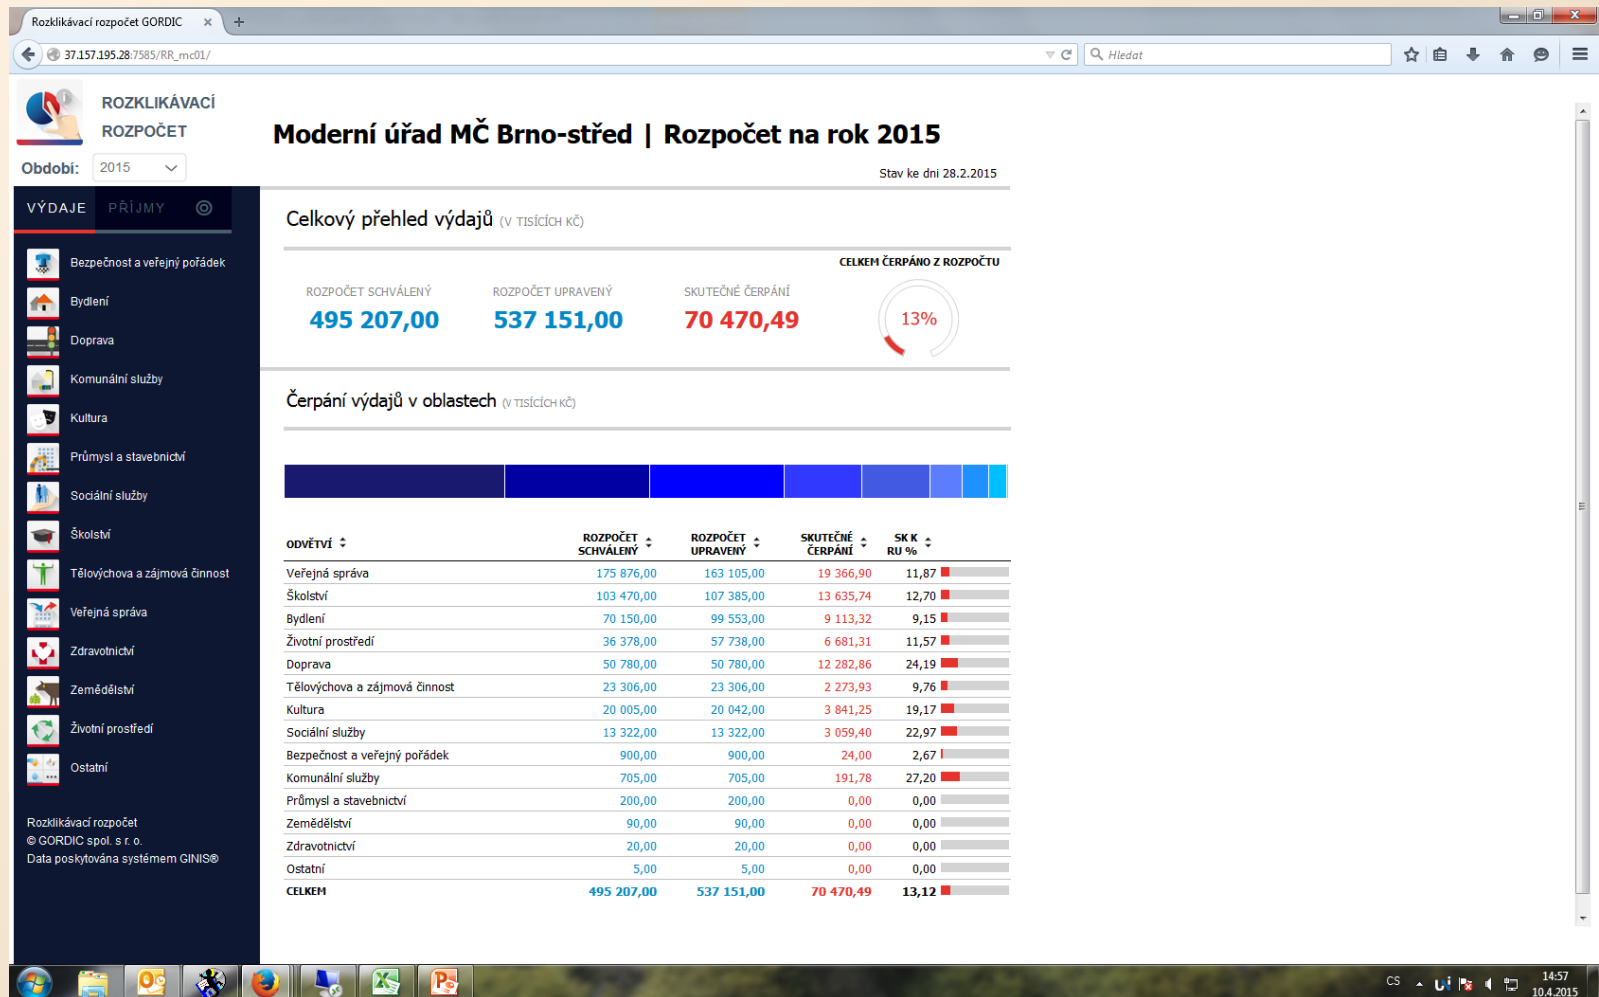 Rozklikávací rozpočet GORDIC
37.157.195.28:7585/RR_mc01/
Hledat
ROZKLIKÁVACÍ
ROZPOČET
Období: 2015
Moderní úřad MČ Brno-střed | Rozpočet na rok 2015
Stav ke dni 28.2.2015
VÝDAJE PŘÍJMY
Bezpečnost a veřejný pořádek
Bydlení
Doprava
Komunální služby
Kultura
Průmysl a stavebnictví
Sociální služby
Školství
Tělovýchova a zájmová činnost
Veřejná správa
Zdravotnictví
Zemědělství
Životní prostředí
Ostatní
Rozklikávací rozpočet
© GORDIC spol. s r. o.
Data poskytována systémem GINIS®
Celkový přehled výdajů (V TISÍCÍCH KČ)
CELKEM ČERPÁNO Z ROZPOČTU
ROZPOČET SCHVÁLENÝ ROZPOČET UPRAVENÝ SKUTEČNÉ ČERPÁNÍ
495 207,00 537 151,00 70 470,49 13%
Čerpání výdajů v oblastech (V TISÍCÍCH KČ)
ODVĚTVÍ ROZPOČET SCHVÁLENÝ ROZPOČET UPRAVENÝ SKUTEČNÉ ČERPÁNÍ SK K RU %
Veřejná správa 175 876,00 163 105,00 19 366,90 11,87
Školství 103 470,00 107 385,00 13 635,74 12,70
Bydlení 70 150,00 99 553,00 9 113,32 9,15
Životní prostředí 36 378,00 57 738,00 6 681,31 11,57
Doprava 50 780,00 50 780,00 12 282,86 24,19
Tělovýchova a zájmová činnost 23 306,00 23 306,00 2 273,93 9,76
Kultura 20 005,00 20 042,00 3 841,25 19,17
Sociální služby 13 322,00 13 322,00 3 059,40 22,97
Bezpečnost a veřejný pořádek 900,00 900,00 24,00 2,67
Komunální služby 705,00 705,00 191,78 27,20
Průmysl a stavebnictví 200,00 200,00 0,00 0,00
Zemědělství 90,00 90,00 0,00 0,00
Zdravotnictví 20,00 20,00 0,00 0,00
Ostatní 5,00 5,00 0,00 0,00
CELKEM 495 207,00 537 151,00 70 470,49 13,12
CS
14:57
10.4.2015